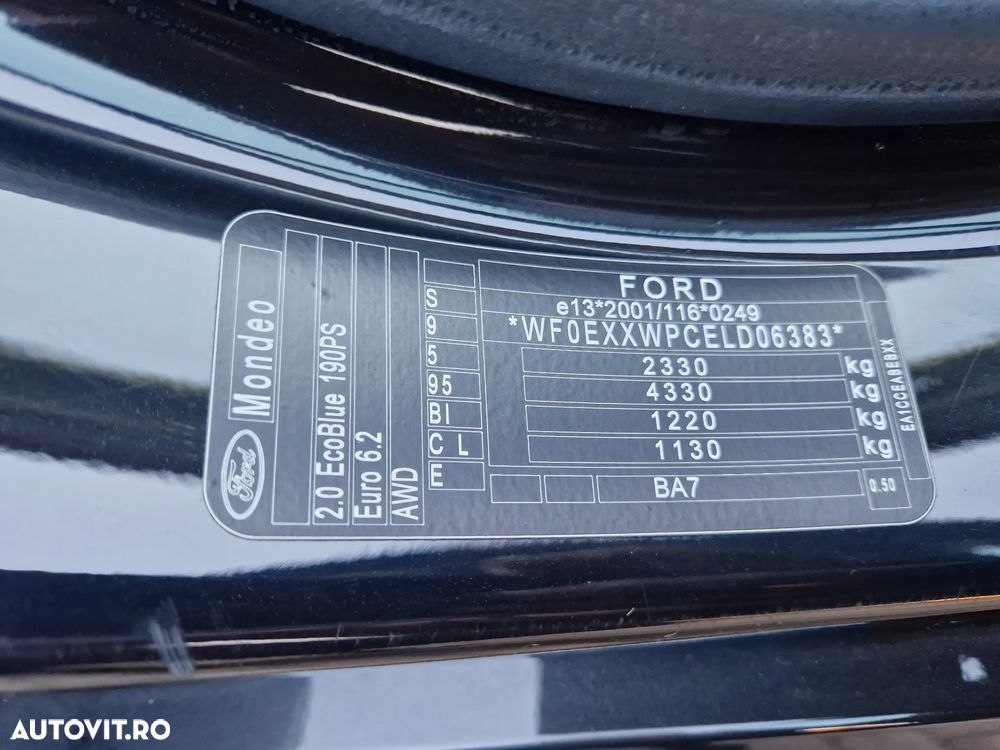 Ford
Mondeo
2.0 EcoBlue 190PS
Euro 6.2
AWD
S
9
5
95
BI
C L
E
FORD
e13*2001/116*0249
*WF0EXXWPCELD06383*
2330 kg
4330 kg
1220 kg
1130 kg
BA7
0.50
EA1CCEABEBXX
AUTOVIT.RO